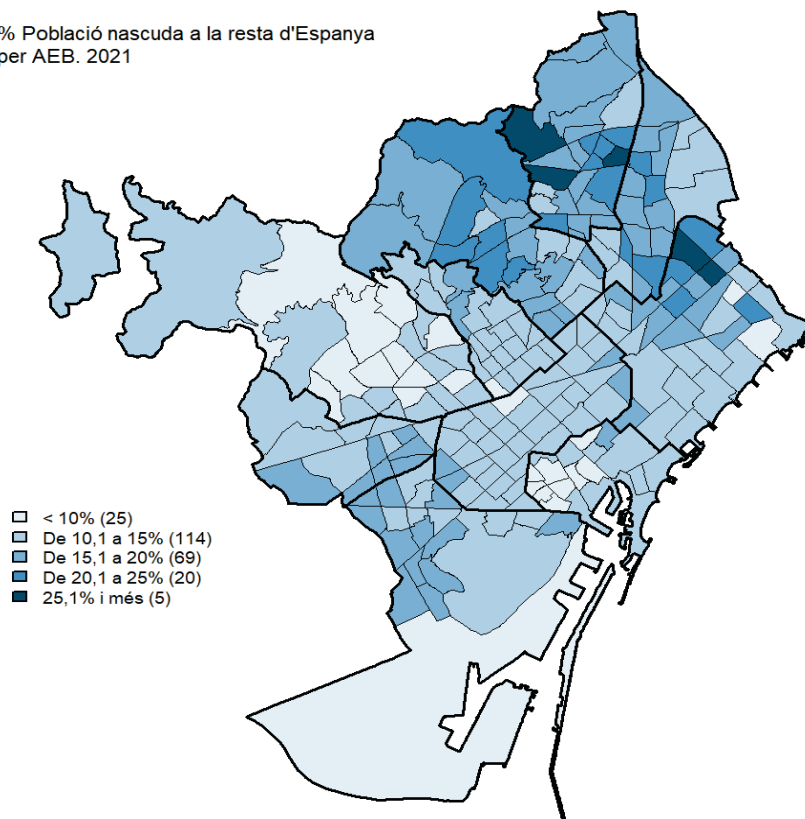 % Població nascuda a la resta d'Espanya
per AEB. 2021
< 10% (25)
De 10,1 a 15% (114)
De 15,1 a 20% (69)
De 20,1 a 25% (20)
25,1% i més (5)